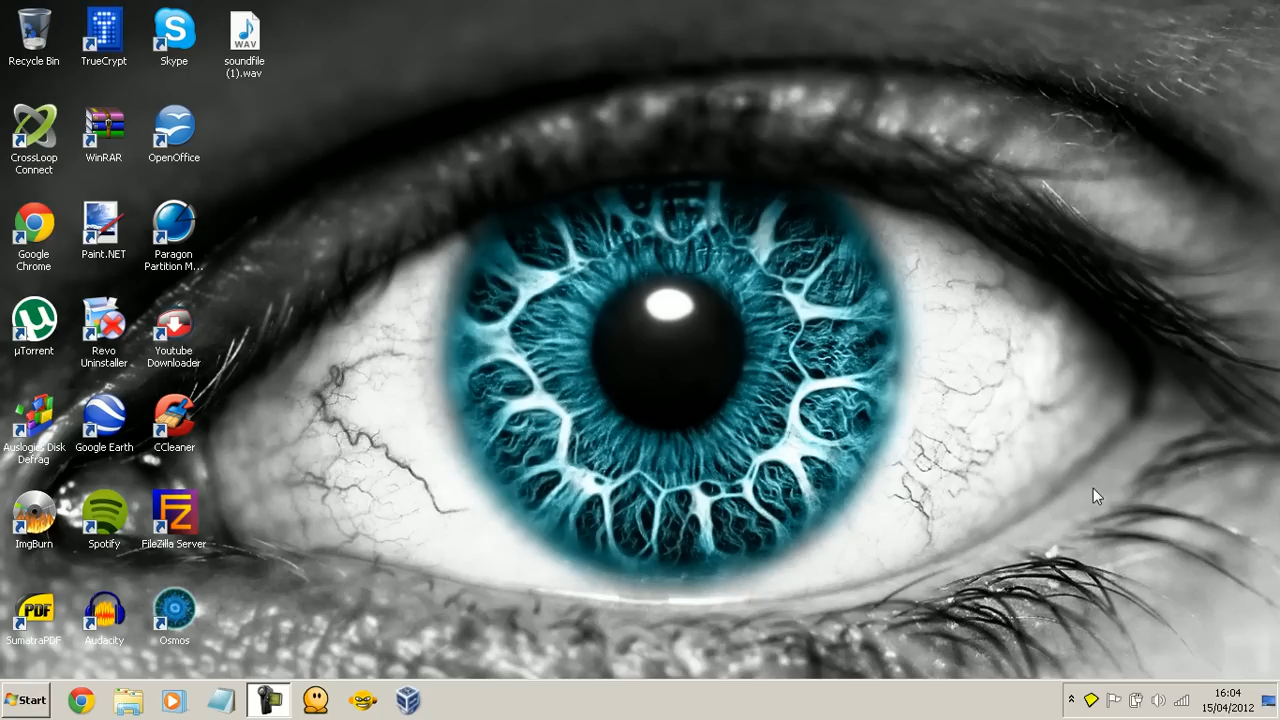 Recycle Bin
TrueCrypt
Skype
WAV
soundfile
(1).wav
CrossLoop
Connect
WinRAR
OpenOffice
Google
Chrome
Paint.NET
Paragon
Partition M...
µTorrent
Revo
Uninstaller
Youtube
Downloader
Auslogics Disk
Defrag
Google Earth
CCleaner
ImgBurn
Spotify
FileZilla Server
PDF
SumatraPDF
Audacity
Osmos
Start
16:04
15/04/2012